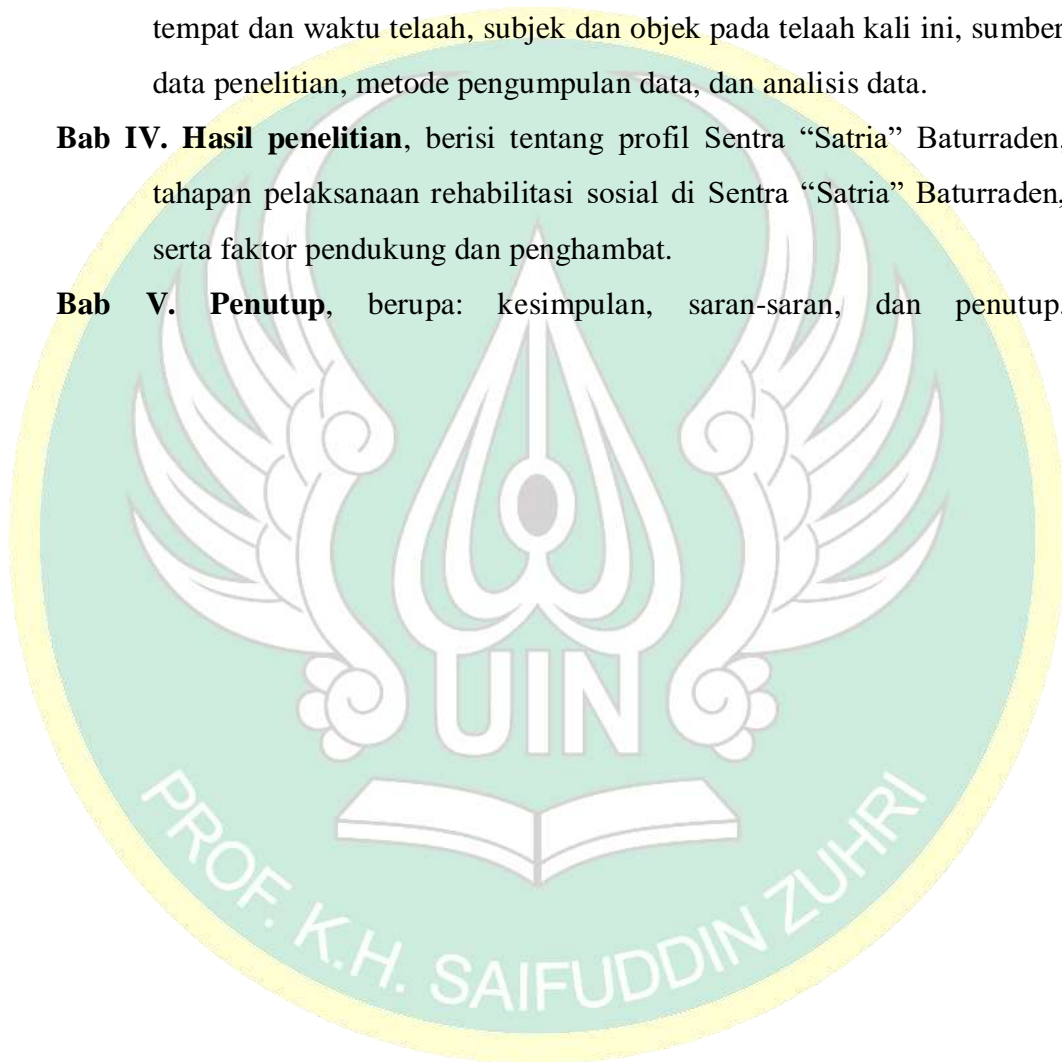 tempat dan waktu telaah, subjek dan objek pada telaah kali ini, sumber
data penelitian, metode pengumpulan data, dan analisis data.
Bab IV. Hasil penelitian, berisi tentang profil Sentra “Satria” Baturraden,
tahapan pelaksanaan rehabilitasi sosial di Sentra “Satria” Baturraden,
serta faktor pendukung dan penghambat.
Bab V. Penutup, berupa: kesimpulan, saran-saran, dan penutup.
UIN
PROF. K.H. SAIFUDDIN ZUHRI